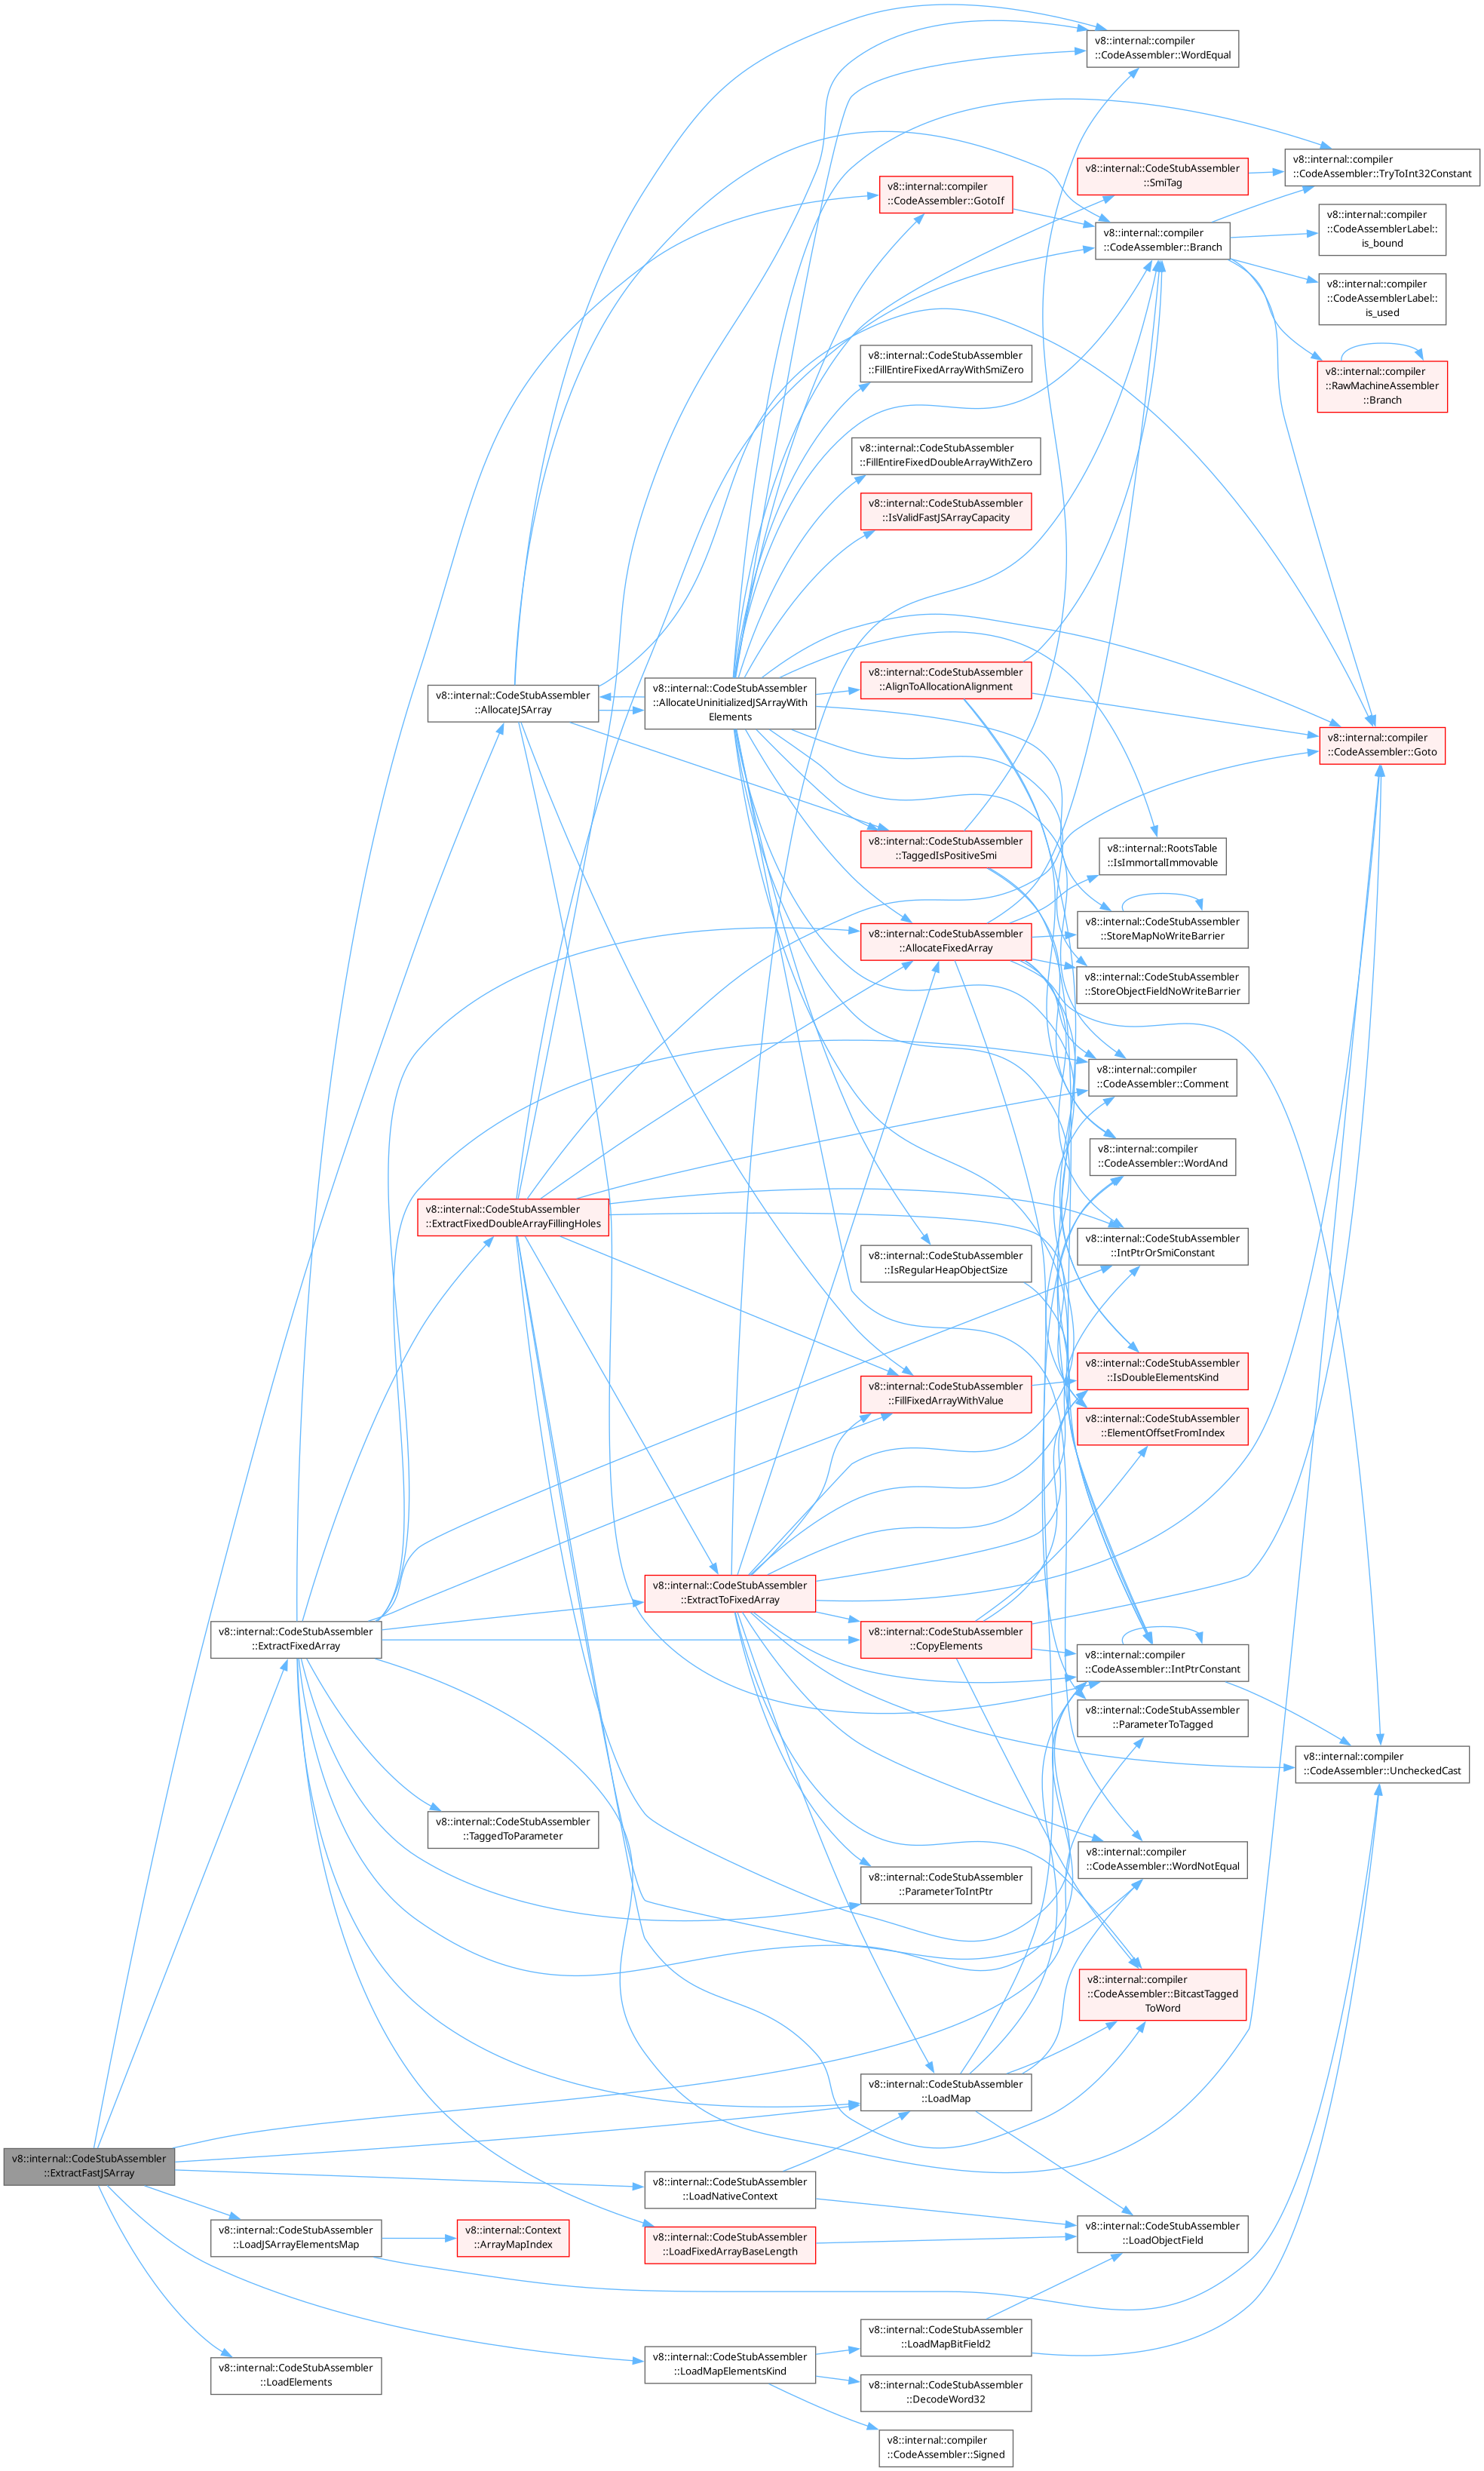 v8::internal::compiler
::CodeAssembler::WordEqual
v8::internal::compiler
::CodeAssembler::TryToInt32Constant
v8::internal::CodeStubAssembler
::SmiTag
v8::internal::compiler
::CodeAssembler::GotoIf
v8::internal::compiler
::CodeAssemblerLabel::
is_bound
v8::internal::compiler
::CodeAssembler::Branch
v8::internal::compiler
::CodeAssemblerLabel::
is_used
v8::internal::CodeStubAssembler
::FillEntireFixedArrayWithSmiZero
v8::internal::compiler
::RawMachineAssembler
::Branch
v8::internal::CodeStubAssembler
::FillEntireFixedDoubleArrayWithZero
v8::internal::CodeStubAssembler
::IsValidFastJSArrayCapacity
v8::internal::CodeStubAssembler
::AllocateJSArray
v8::internal::CodeStubAssembler
::AllocateUninitializedJSArrayWith
Elements
v8::internal::CodeStubAssembler
::AlignToAllocationAlignment
v8::internal::compiler
::CodeAssembler::Goto
v8::internal::CodeStubAssembler
::TaggedIsPositiveSmi
v8::internal::RootsTable
::IsImmortalImmovable
v8::internal::CodeStubAssembler
::AllocateFixedArray
v8::internal::CodeStubAssembler
::StoreMapNoWriteBarrier
v8::internal::CodeStubAssembler
::StoreObjectFieldNoWriteBarrier
v8::internal::compiler
::CodeAssembler::Comment
v8::internal::compiler
::CodeAssembler::WordAnd
v8::internal::CodeStubAssembler
::ExtractFixedDoubleArrayFillingHoles
v8::internal::CodeStubAssembler
::IntPtrOrSmiConstant
v8::internal::CodeStubAssembler
::IsRegularHeapObjectSize
v8::internal::CodeStubAssembler
::IsDoubleElementsKind
v8::internal::CodeStubAssembler
::FillFixedArrayWithValue
v8::internal::CodeStubAssembler
::ElementOffsetFromIndex
v8::internal::CodeStubAssembler
::ExtractToFixedArray
v8::internal::CodeStubAssembler
::ExtractFixedArray
v8::internal::CodeStubAssembler
::CopyElements
v8::internal::compiler
::CodeAssembler::IntPtrConstant
v8::internal::CodeStubAssembler
::ParameterToTagged
v8::internal::compiler
::CodeAssembler::UncheckedCast
v8::internal::CodeStubAssembler
::TaggedToParameter
v8::internal::compiler
::CodeAssembler::WordNotEqual
v8::internal::CodeStubAssembler
::ParameterToIntPtr
v8::internal::compiler
::CodeAssembler::BitcastTagged
ToWord
v8::internal::CodeStubAssembler
::LoadMap
v8::internal::CodeStubAssembler
::ExtractFastJSArray
v8::internal::CodeStubAssembler
::LoadNativeContext
v8::internal::CodeStubAssembler
::LoadJSArrayElementsMap
v8::internal::Context
::ArrayMapIndex
v8::internal::CodeStubAssembler
::LoadFixedArrayBaseLength
v8::internal::CodeStubAssembler
::LoadObjectField
v8::internal::CodeStubAssembler
::LoadElements
v8::internal::CodeStubAssembler
::LoadMapElementsKind
v8::internal::CodeStubAssembler
::LoadMapBitField2
v8::internal::CodeStubAssembler
::DecodeWord32
v8::internal::compiler
::CodeAssembler::Signed